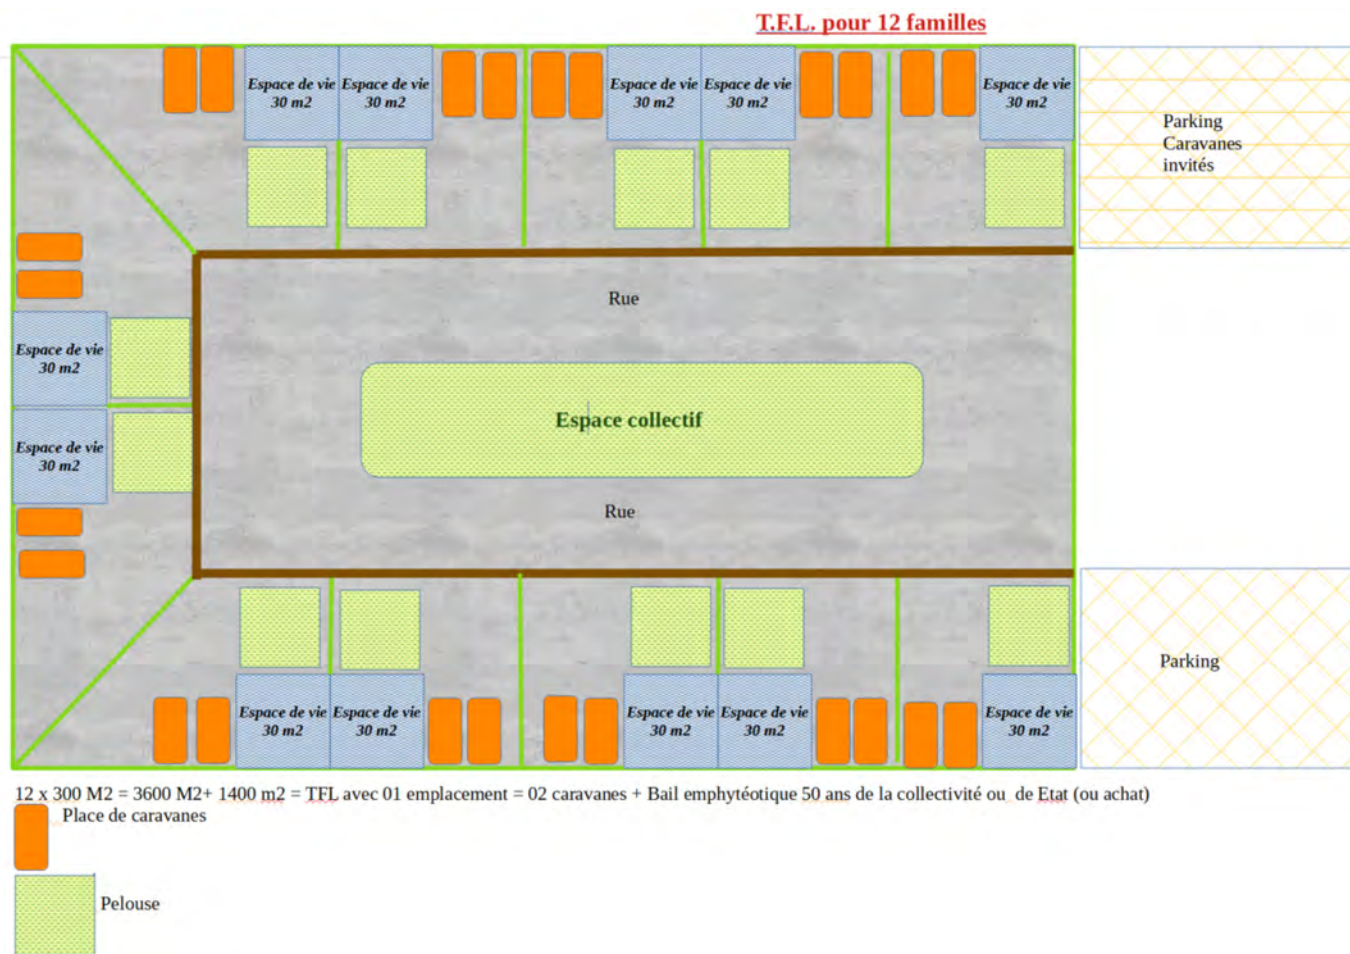 T.F.L. pour 12 familles
Espace de vie
30 m2
Espace de vie
30 m2
Espace de vie
30 m2
Espace de vie
30 m2
Espace de vie
30 m2
Parking
Caravanes
invités
Rue
Espace de vie
30 m2
Espace collectif
Espace de vie
30 m2
Rue
Parking
Espace de vie
30 m2
Espace de vie
30 m2
Espace de vie
30 m2
Espace de vie
30 m2
Espace de vie
30 m2
12 x 300 M2 = 3600 M2+ 1400 m2 = TFL avec 01 emplacement = 02 caravanes + Bail emphytéotique 50 ans de la collectivité ou de Etat (ou achat)
Place de caravanes
Pelouse